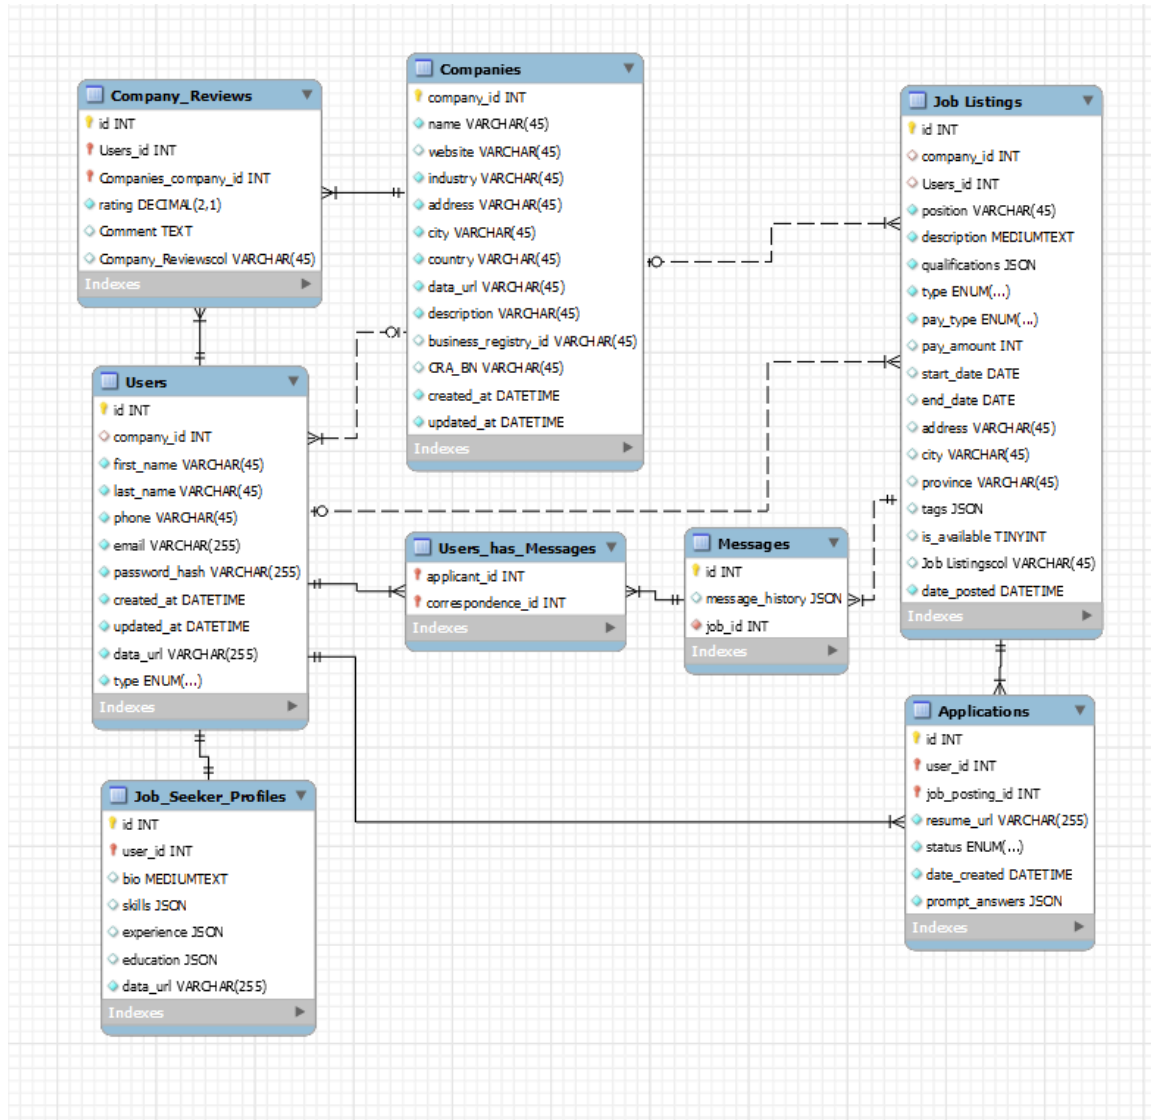 Company_Reviews
id INT
Users_id INT
Companies_company_id INT
rating DECIMAL(2,1)
Comment TEXT
Company_Reviewscol VARCHAR(45)
Indexes
Companies
company_id INT
name VARCHAR(45)
website VARCHAR(45)
industry VARCHAR(45)
address VARCHAR(45)
city VARCHAR(45)
country VARCHAR(45)
data_url VARCHAR(45)
description VARCHAR(45)
business_registry_id VARCHAR(45)
CRA_BN VARCHAR(45)
created_at DATETIME
updated_at DATETIME
Indexes
Job Listings
id INT
company_id INT
Users_id INT
position VARCHAR(45)
description MEDIUMTEXT
qualifications JSON
type ENUM(...)
pay_type ENUM(...)
pay_amount INT
start_date DATE
end_date DATE
address VARCHAR(45)
city VARCHAR(45)
province VARCHAR(45)
tags JSON
is_available TINYINT
Job Listingscol VARCHAR(45)
date_posted DATETIME
Indexes
Users
id INT
company_id INT
first_name VARCHAR(45)
last_name VARCHAR(45)
phone VARCHAR(45)
email VARCHAR(255)
password_hash VARCHAR(255)
created_at DATETIME
updated_at DATETIME
data_url VARCHAR(255)
type ENUM(...)
Indexes
Users_has_Messages
applicant_id INT
correspondence_id INT
Indexes
Messages
id INT
message_history JSON
job_id INT
Indexes
Applications
id INT
user_id INT
job_posting_id INT
resume_url VARCHAR(255)
status ENUM(...)
date_created DATETIME
prompt_answers JSON
Indexes
Job_Seeker_Profiles
id INT
user_id INT
bio MEDIUMTEXT
skills JSON
experience JSON
education JSON
data_url VARCHAR(255)
Indexes